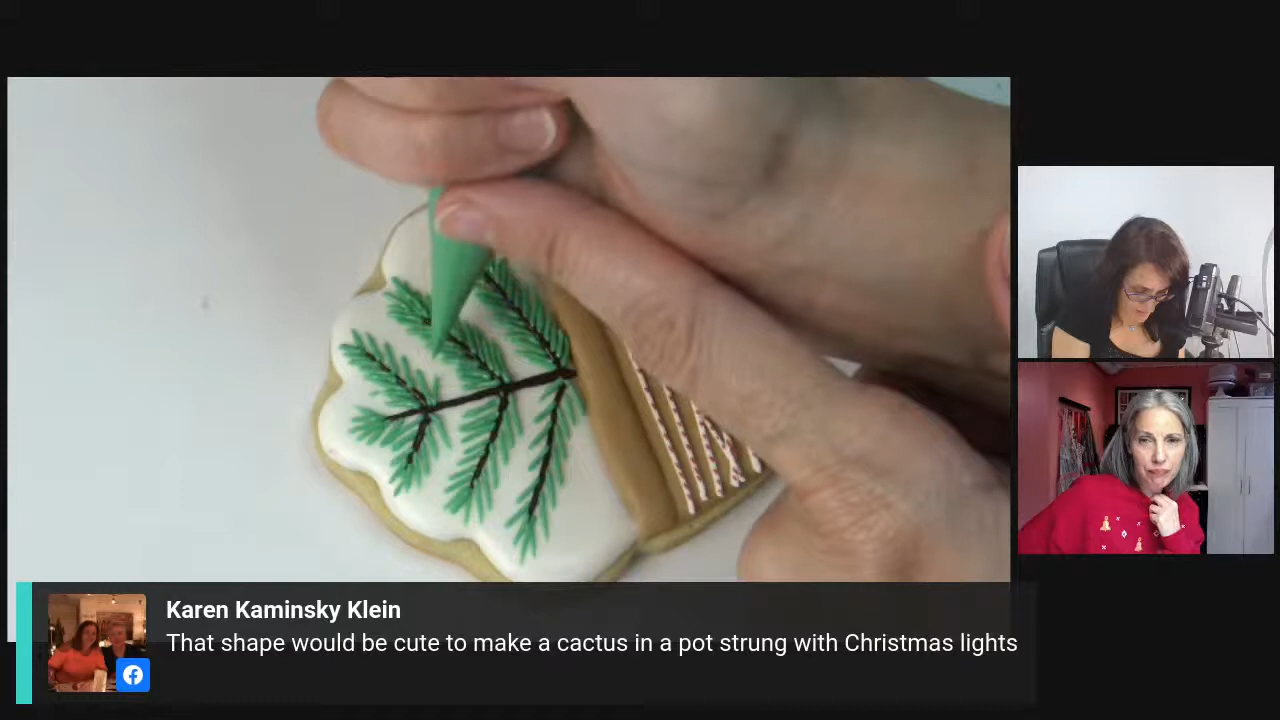 Karen Kaminsky Klein
That shape would be cute to make a cactus in a pot strung with Christmas lights